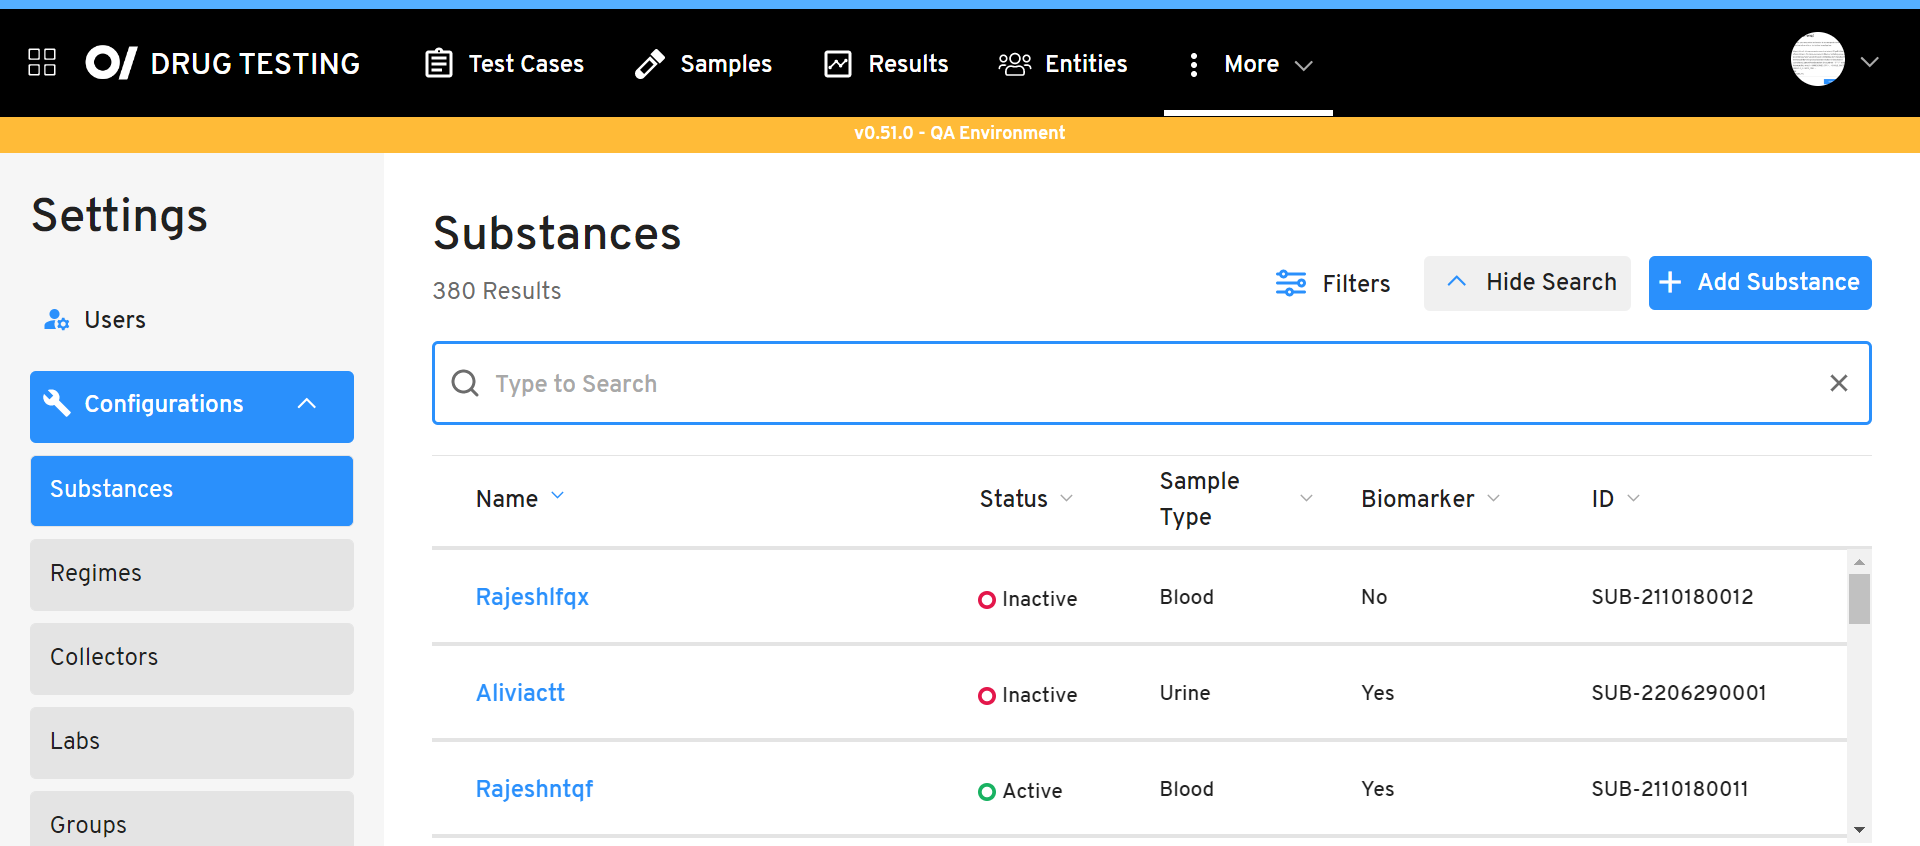 DRUG TESTING
Test Cases
Samples
Results
Entities
More
v0.51.0 - QA Environment
Settings
Users
Configurations
Substances
Regimes
Collectors
Labs
Groups
Substances
380 Results
Filters
Hide Search
Add Substance
Type to Search
Name
Status
Sample
Type
Biomarker
ID
Rajeshlfqx
Inactive
Blood
No
SUB-2110180012
Aliviactt
Inactive
Urine
Yes
SUB-2206290001
Rajeshntqf
Active
Blood
Yes
SUB-2110180011